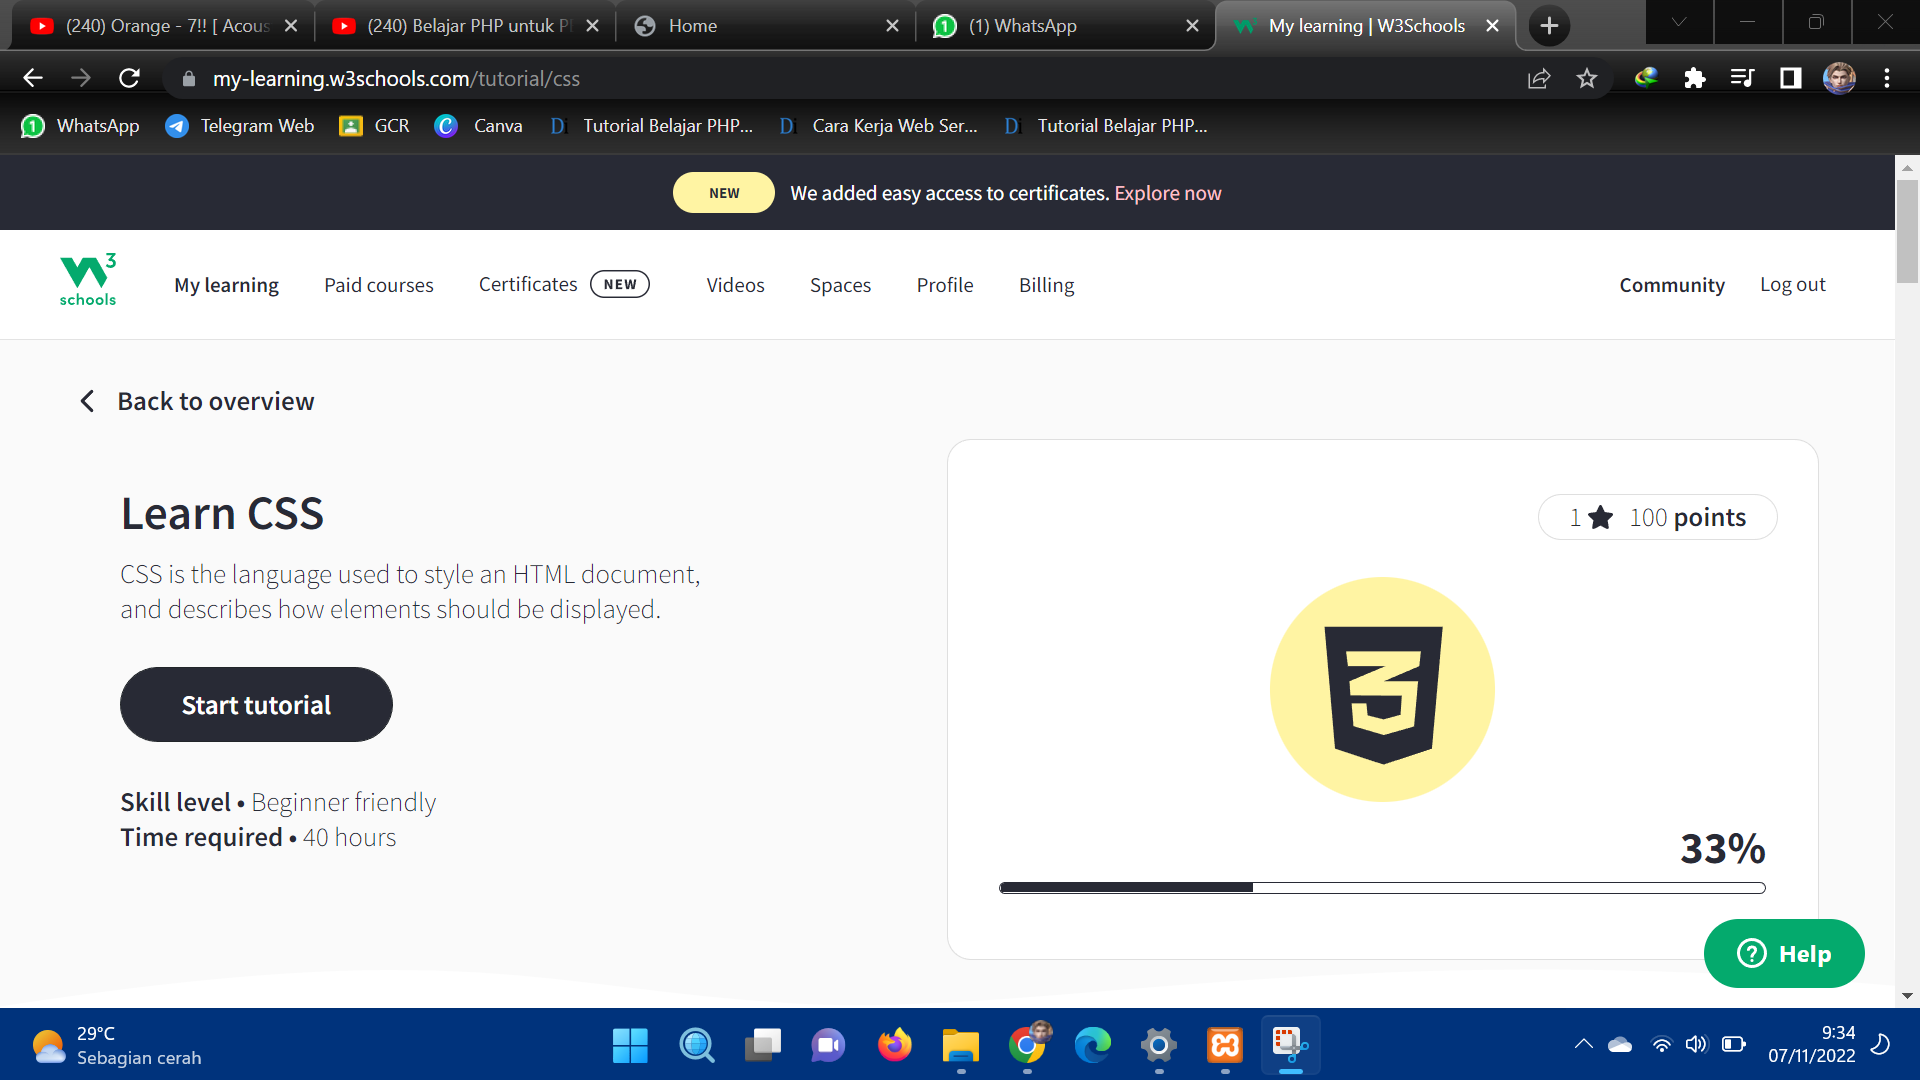 (240) Orange - 7!! [ Acous
(240) Belajar PHP untuk P
Home
(1) WhatsApp
My learning | W3Schools
my-learning.w3schools.com/tutorial/css
1 WhatsApp
Telegram Web
GCR
Canva
Tutorial Belajar PHP...
Cara Kerja Web Ser...
Tutorial Belajar PHP...
NEW We added easy access to certificates. Explore now
W3 schools
My learning
Paid courses
Certificates NEW
Videos
Spaces
Profile
Billing
Community
Log out
Back to overview
Learn CSS
CSS is the language used to style an HTML document,
and describes how elements should be displayed.
Start tutorial
Skill level • Beginner friendly
Time required • 40 hours
1 ★ 100 points
3
33%
Help
29°C
Sebagian cerah
9:34
07/11/2022